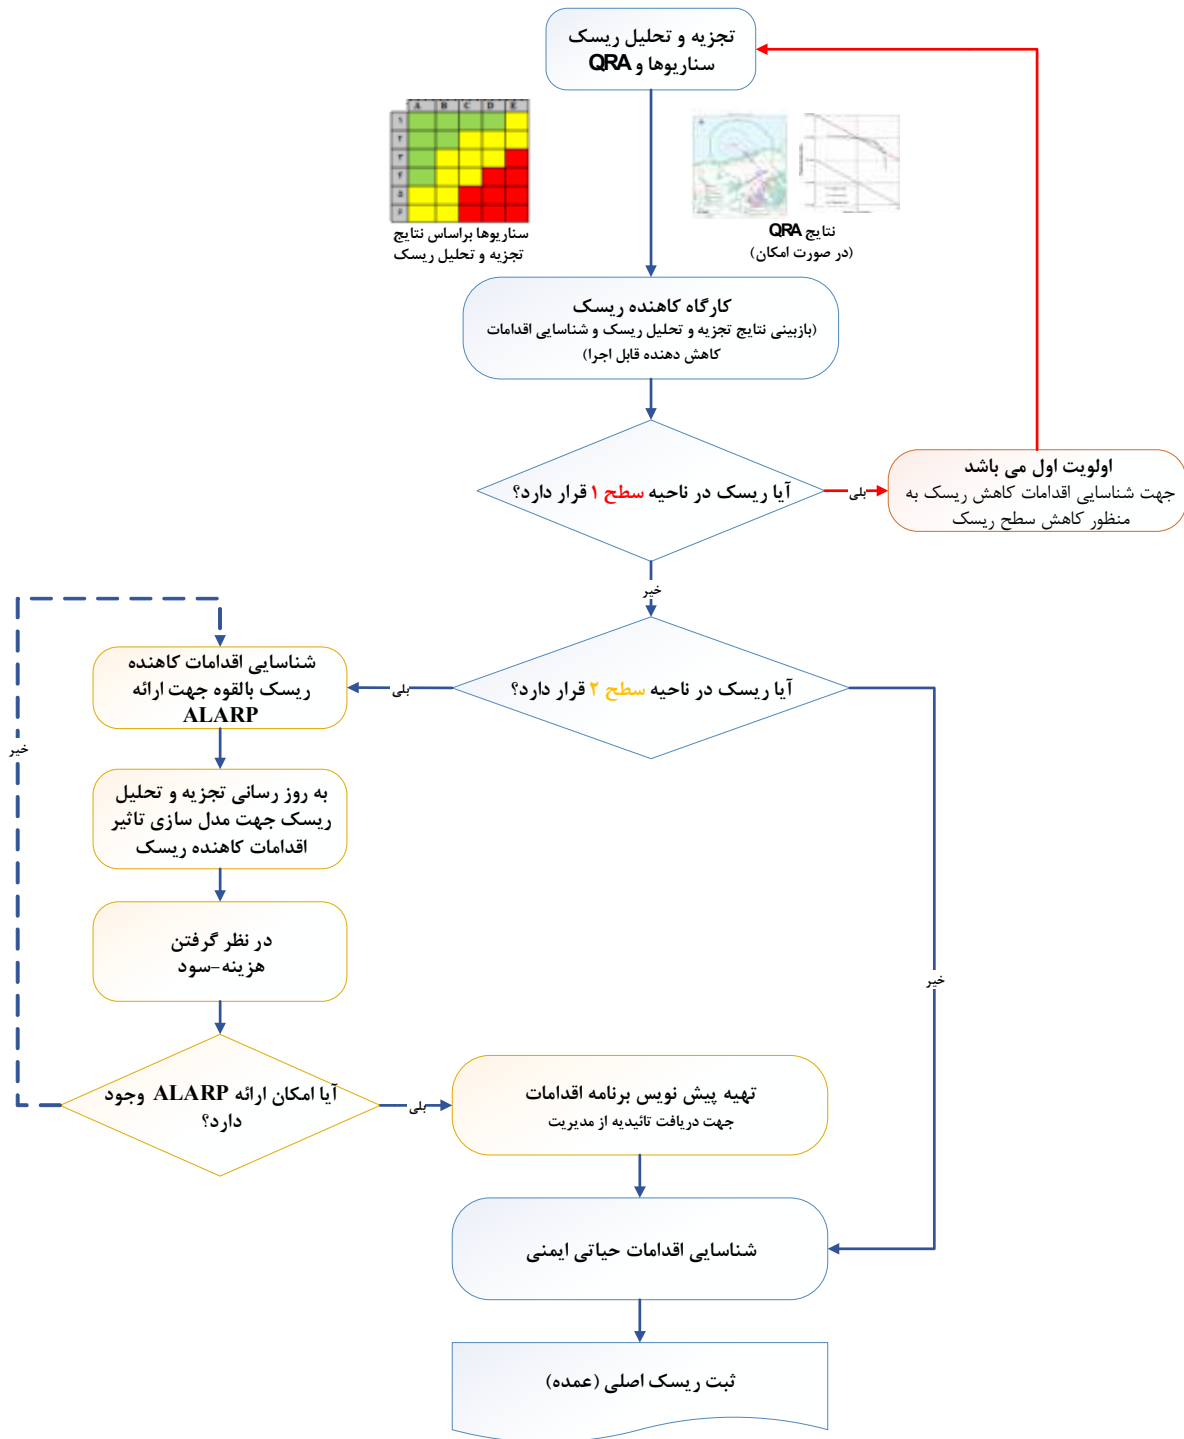 تجزیه و تحلیل ریسک
سناریوها و QRA
A B C D E
۱
۲
۳
۴
۵
۶
سناریوها براساس نتایج
تجزیه و تحلیل ریسک
نتایج QRA
(در صورت امکان)
کارگاه کاهنده ریسک
(بازبینی نتایج تجزیه و تحلیل ریسک و شناسایی اقدامات
کاهش دهنده قابل اجرا)
آیا ریسک در ناحیه سطح ۱ قرار دارد؟
بلی
اولویت اول می باشد
جهت شناسایی اقدامات کاهش ریسک به
منظور کاهش سطح ریسک
خیر
آیا ریسک در ناحیه سطح ۲ قرار دارد؟
بلی
شناسایی اقدامات کاهنده
ریسک بالقوه جهت ارائه
ALARP
خیر
به روز رسانی تجزیه و تحلیل
ریسک جهت مدل سازی تاثیر
اقدامات کاهنده ریسک
در نظر گرفتن
هزینه-سود
خیر
آیا امکان ارائه ALARP وجود
دارد؟
بلی
تهیه پیش نویس برنامه اقدامات
جهت دریافت تائیدیه از مدیریت
شناسایی اقدامات حیاتی ایمنی
ثبت ریسک اصلی (عمده)